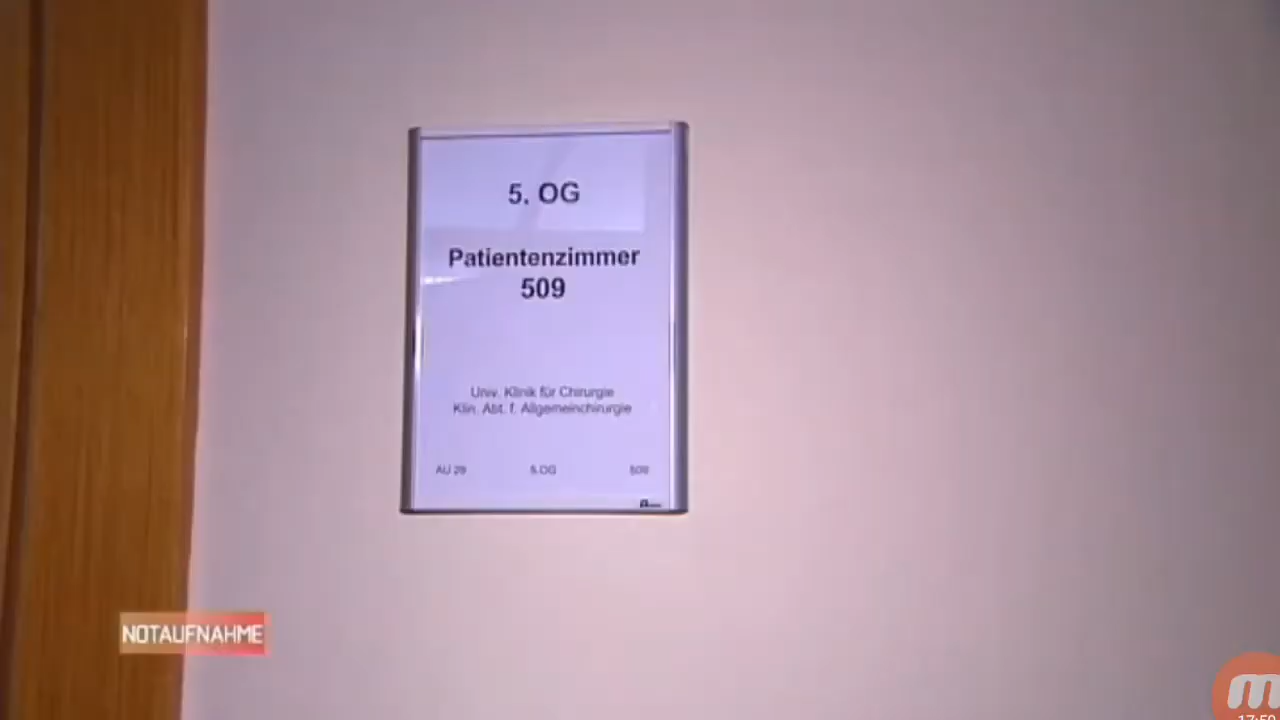 5. OG
Patientenzimmer
509
Univ. Klinik für Chirurgie
Klin. Abt. f. Allgemeinchirurgie
AU 29 5.OG 509
NOTAUFNAHME